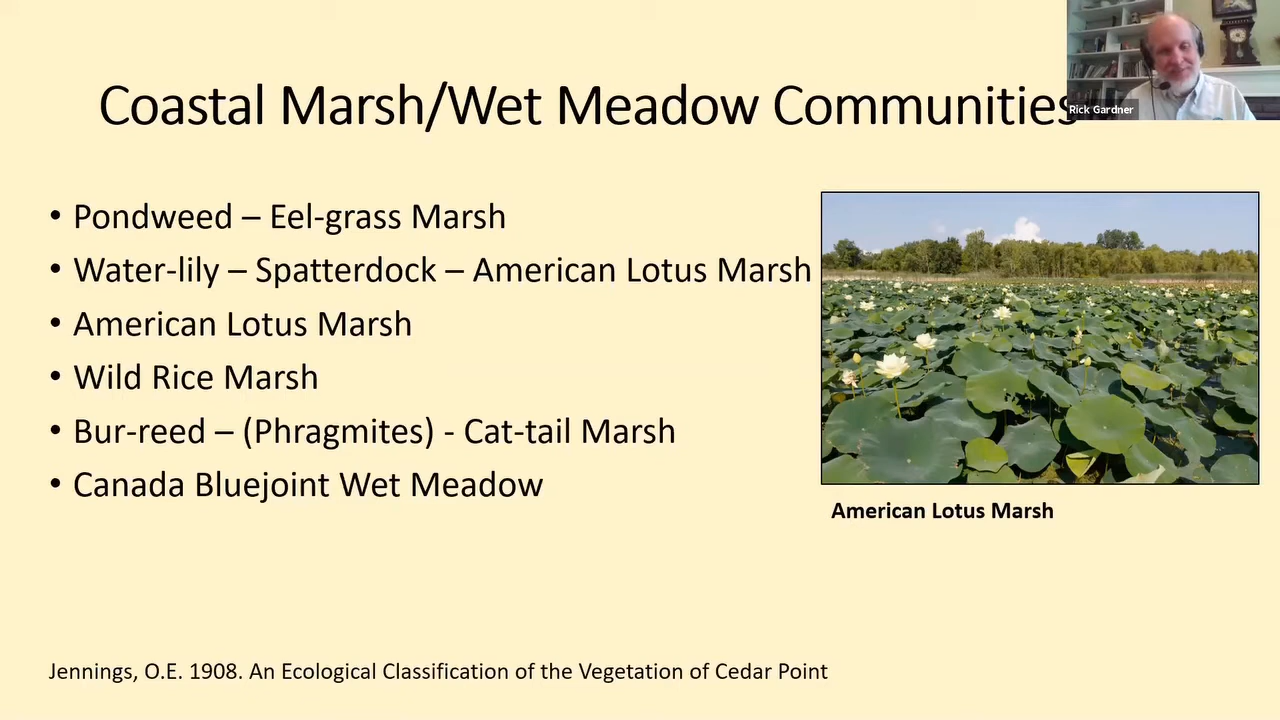 Coastal Marsh/Wet Meadow Communities
Rick Gardner
• Pondweed – Eel-grass Marsh
• Water-lily – Spatterdock – American Lotus Marsh
• American Lotus Marsh
• Wild Rice Marsh
• Bur-reed – (Phragmites) - Cat-tail Marsh
• Canada Bluejoint Wet Meadow
American Lotus Marsh
Jennings, O.E. 1908. An Ecological Classification of the Vegetation of Cedar Point